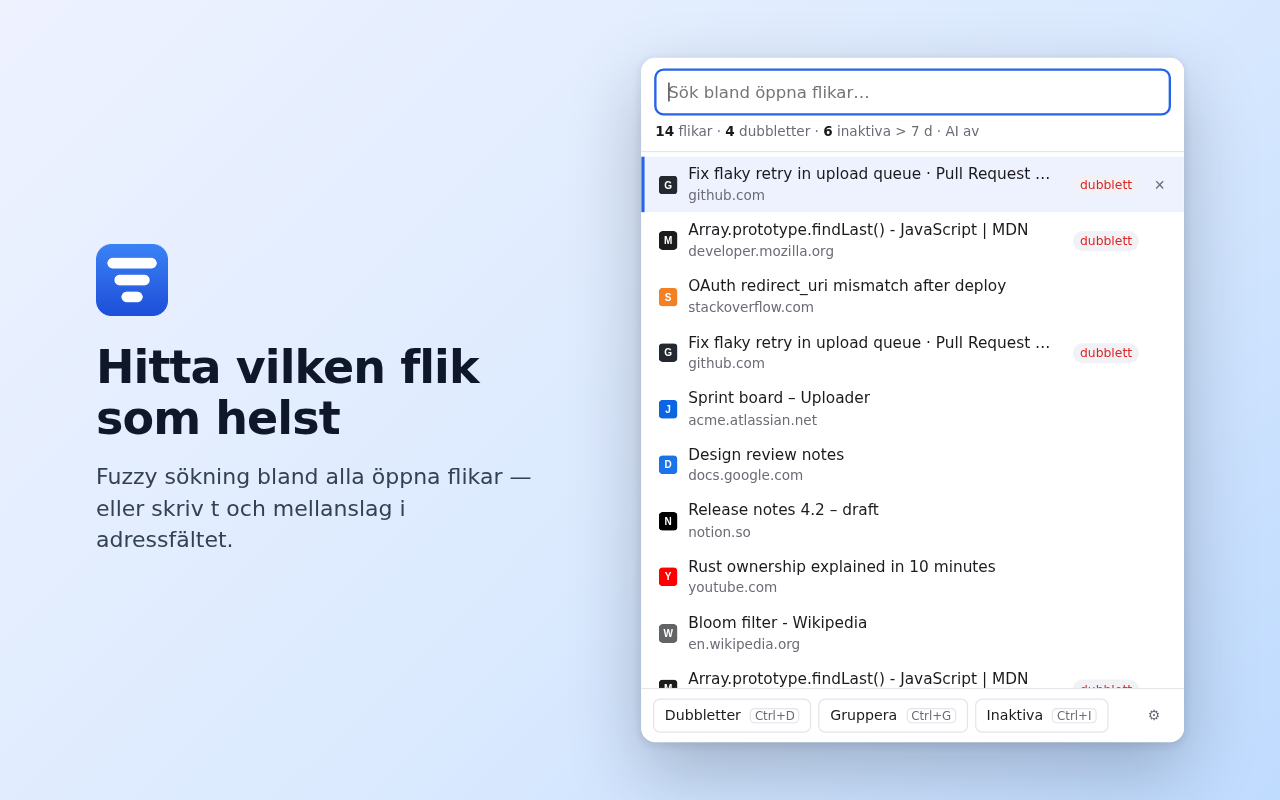 Hitta vilken flik
som helst
Fuzzy sökning bland alla öppna flikar —
eller skriv t och mellanslag i
adressfältet.
Sök bland öppna flikar…
14 flikar · 4 dubbletter · 6 inaktiva > 7 d · AI av
G Fix flaky retry in upload queue · Pull Request … dubblett ×
github.com
M Array.prototype.findLast() - JavaScript | MDN dubblett
developer.mozilla.org
S OAuth redirect_uri mismatch after deploy
stackoverflow.com
G Fix flaky retry in upload queue · Pull Request … dubblett
github.com
J Sprint board – Uploader
acme.atlassian.net
D Design review notes
docs.google.com
N Release notes 4.2 – draft
notion.so
Y Rust ownership explained in 10 minutes
youtube.com
W Bloom filter - Wikipedia
en.wikipedia.org
M Array.prototype.findLast() - JavaScript | MDN dubblett
Dubbletter Ctrl+D Gruppera Ctrl+G Inaktiva Ctrl+I ⚙